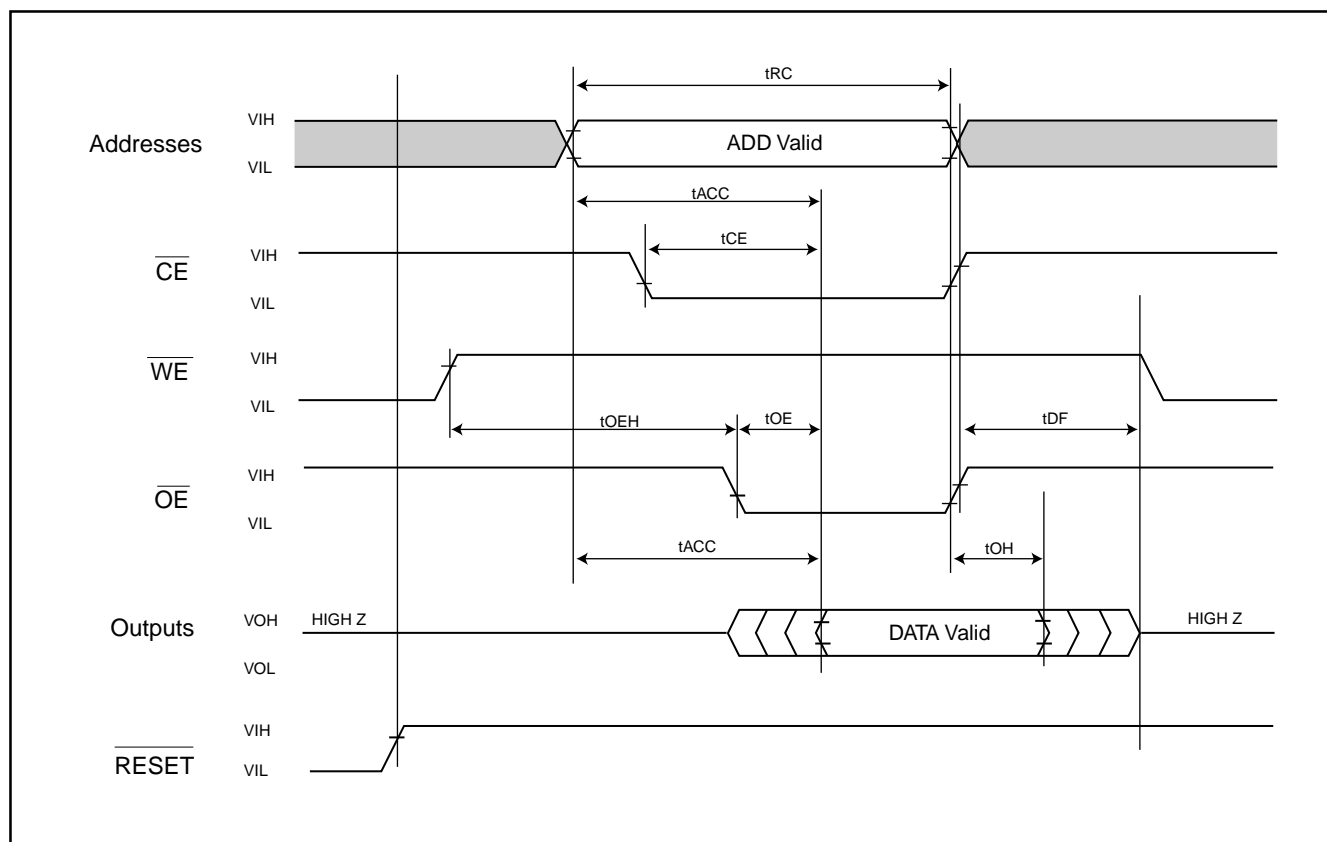 tRC
VIH
Addresses
ADD Valid
VIL
tACC
tCE
VIH
CE
VIL
VIH
WE
VIL
tOEH
tOE
tDF
VIH
OE
VIL
tACC
tOH
VOH
HIGH Z
Outputs
DATA Valid
HIGH Z
VOL
VIH
RESET
VIL